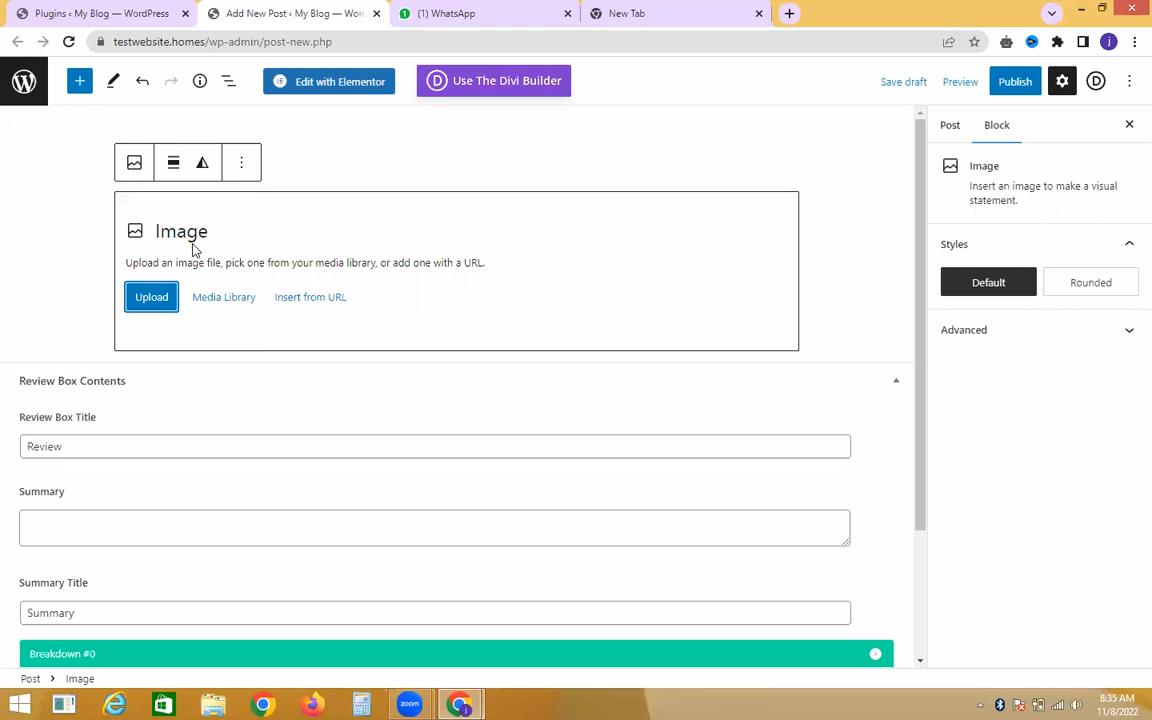 Plugins ‹ My Blog — WordPress
Add New Post ‹ My Blog — Wor
(1) WhatsApp
New Tab
testwebsite.homes/wp-admin/post-new.php
j
Edit with Elementor
D Use The Divi Builder
Save draft
Preview
Publish
D
Post
Block
Image
Insert an image to make a visual
statement.
Image
Upload an image file, pick one from your media library, or add one with a URL.
Upload
Media Library
Insert from URL
Styles
Default
Rounded
Advanced
Review Box Contents
Review Box Title
Review
Summary
Summary Title
Summary
Breakdown #0
Post
Image
zoom
8:35 AM
11/8/2022